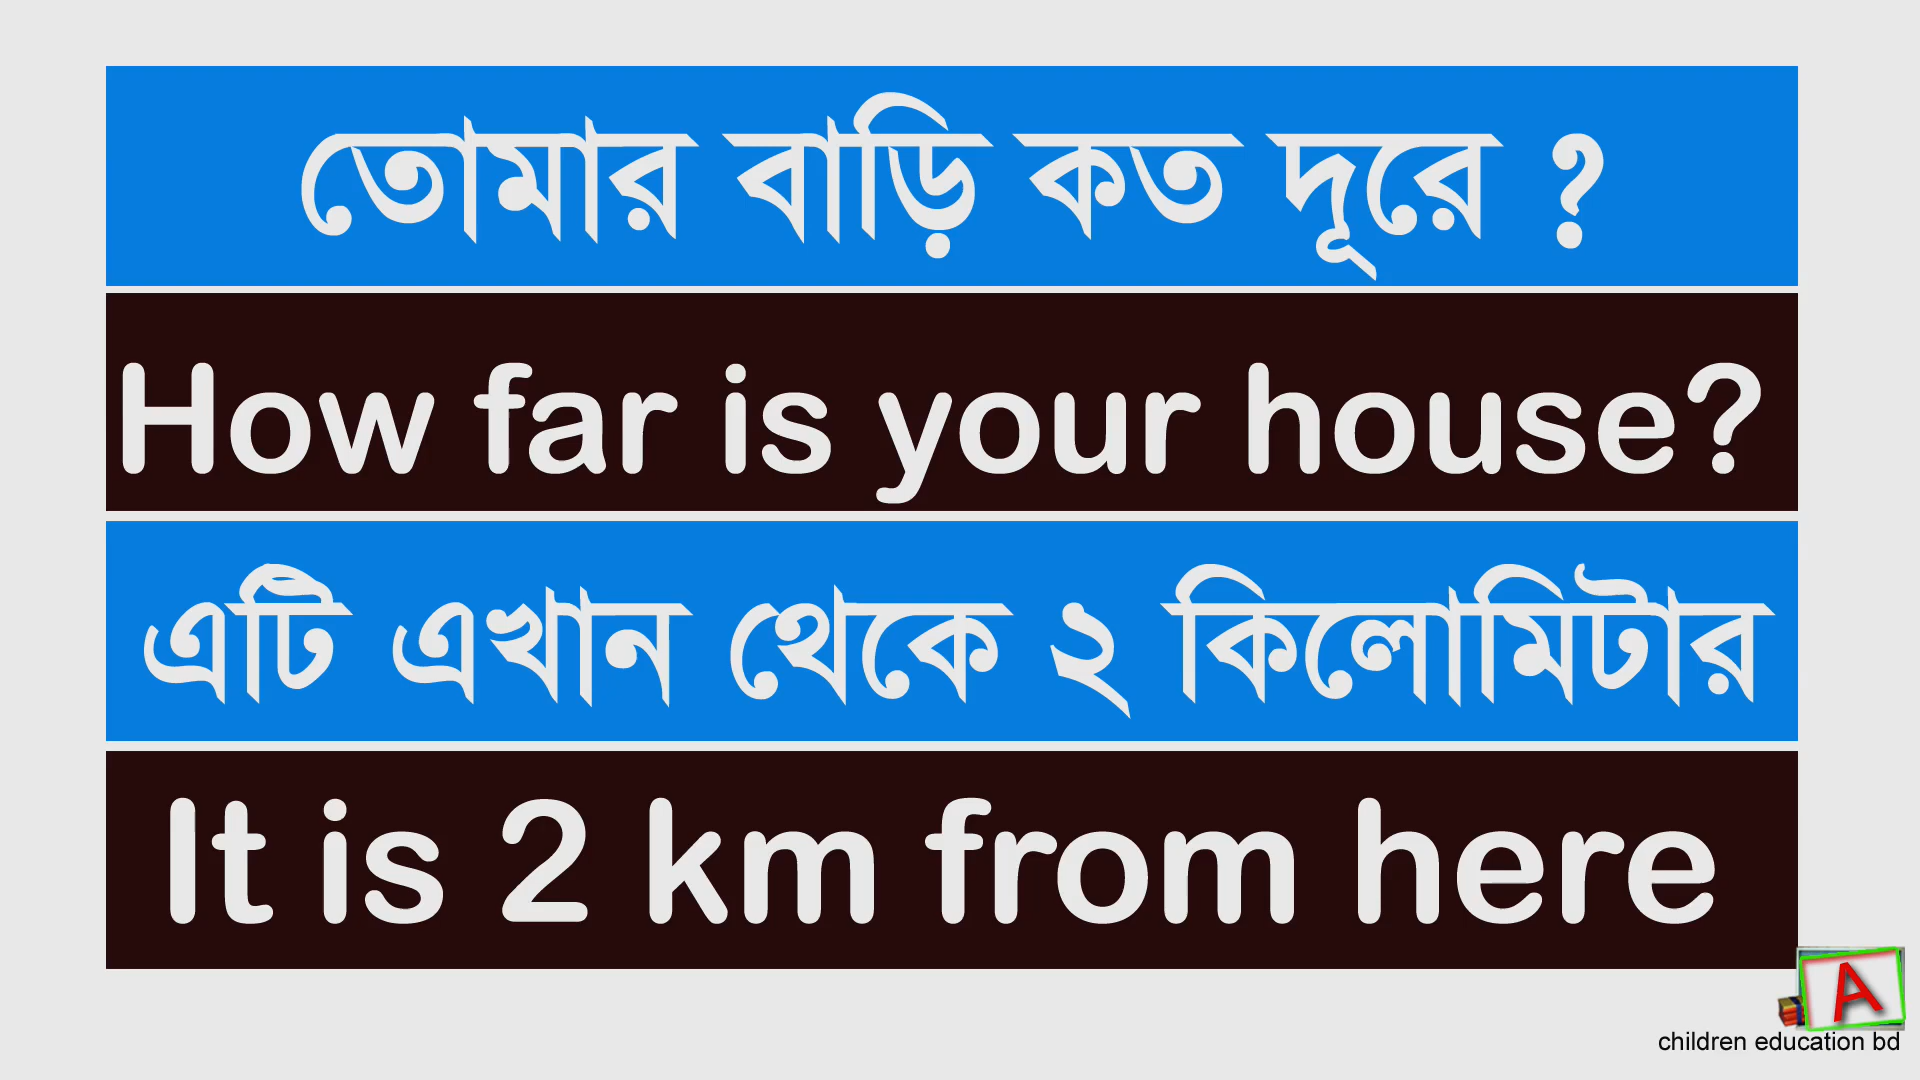 তোমার বাড়ি কত দূরে ?
How far is your house?
এটি এখান থেকে ২ কিলোমিটার
It is 2 km from here
A
children education bd